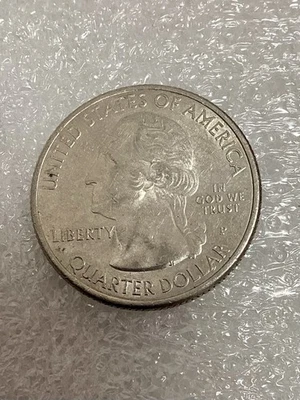 UNITED STATES OF AMERICA
LIBERTY
IN
GOD WE
TRUST
P
QUARTER DOLLAR